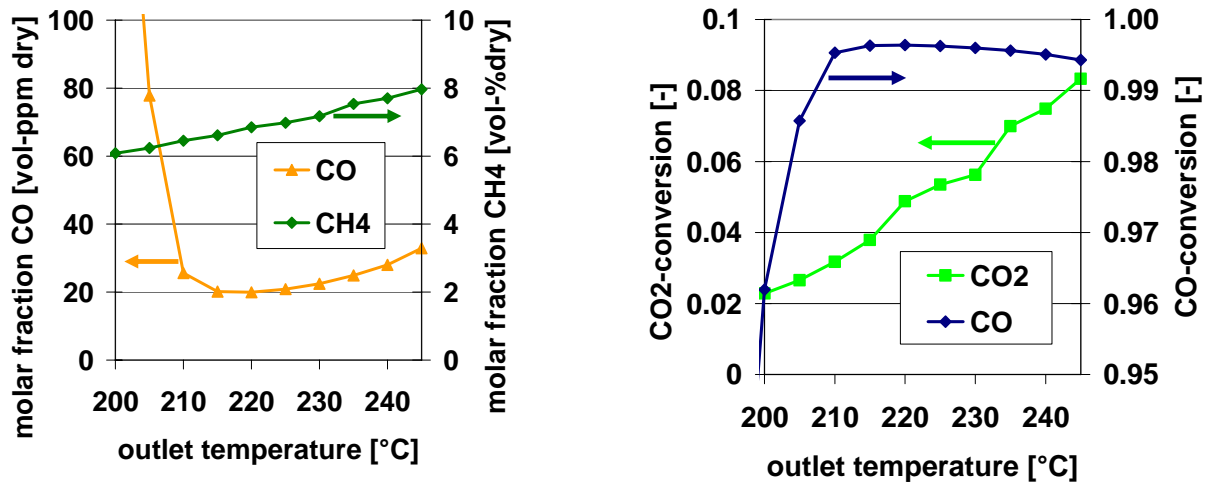 molar fraction CO [vol-ppm dry]
100
80
60
40
20
0
10
8
6
4
2
0
molar fraction CH4 [vol-%dry]
CO
CH4
200 210 220 230 240
outlet temperature [°C]
CO2-conversion [-]
0.1
0.08
0.06
0.04
0.02
0
1.00
0.99
0.98
0.97
0.96
0.95
CO-conversion [-]
CO2
CO
200 210 220 230 240
outlet temperature [°C]